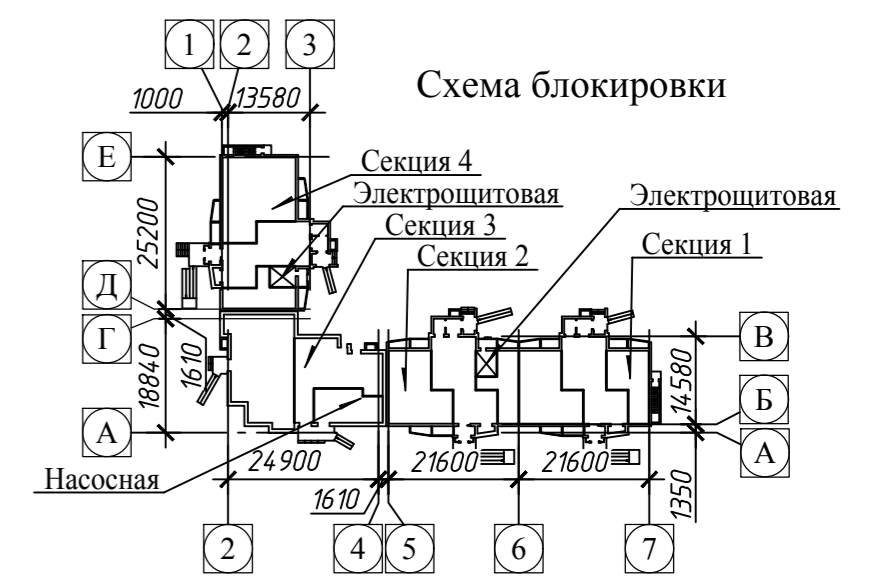 1 2 3
Схема блокировки
1000 13580
Е
Секция 4
Электрощитовая Электрощитовая
Секция 3 Секция 1
Секция 2
25200
Д
Г
В
1610
18840
14580
Б
А
А
24900 21600 21600
Насосная
1610
1350
2 4 5 6 7